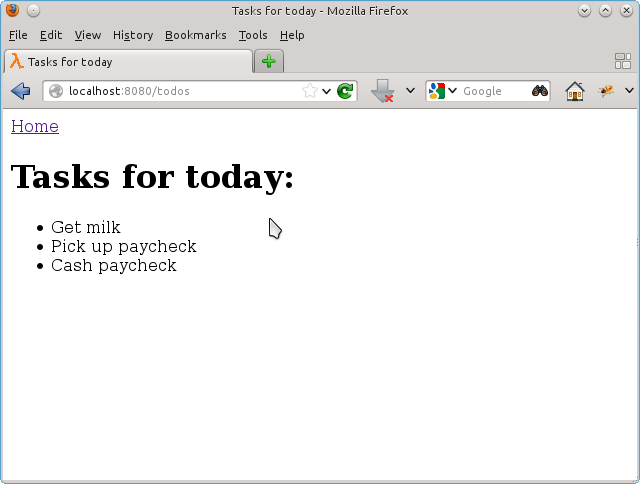 Tasks for today - Mozilla Firefox
File Edit View History Bookmarks Tools Help
Tasks for today
localhost:8080/todos Google
Home
Tasks for today:
• Get milk
• Pick up paycheck
• Cash paycheck